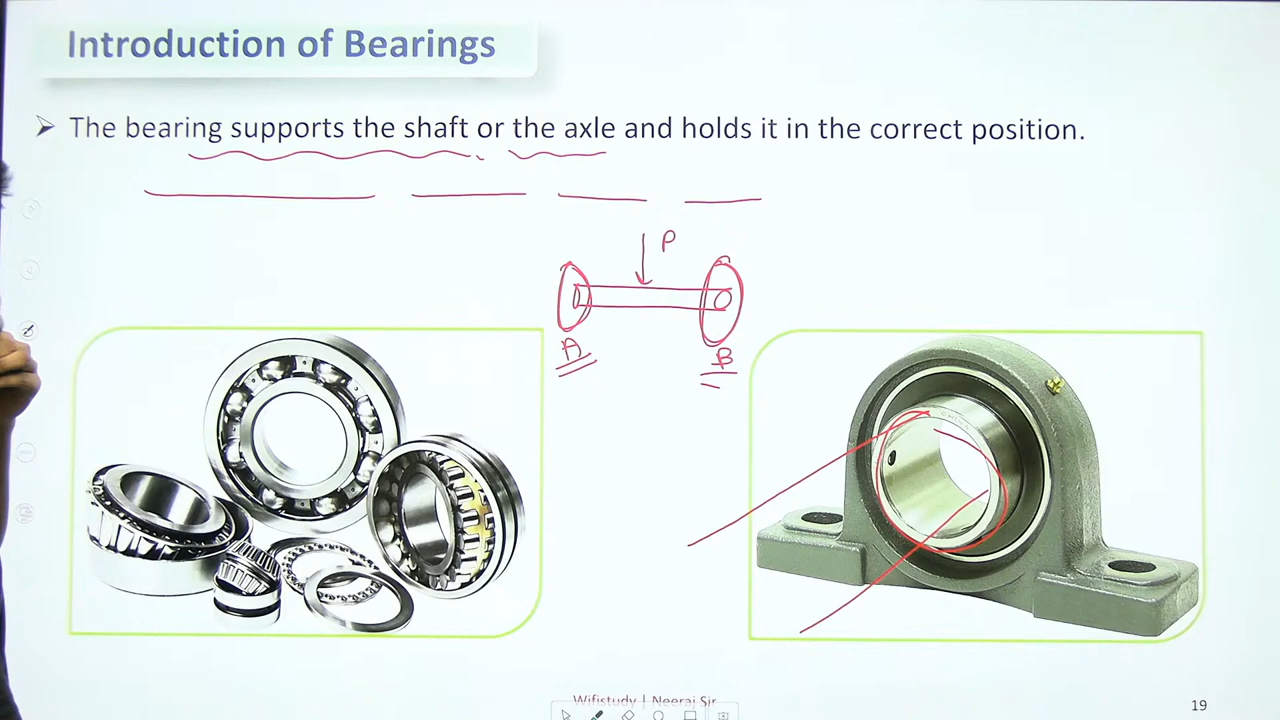 Introduction of Bearings
➢ The bearing supports the shaft or the axle and holds it in the correct position.
P
A
B
Wifistudy | Neeraj Sir
19